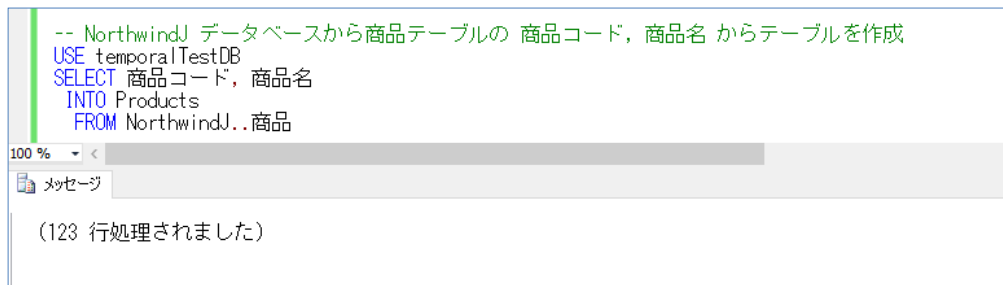 -- NorthwindJ データベースから商品テーブルの 商品コード, 商品名 からテーブルを作成
USE temporalTestDB
SELECT 商品コード, 商品名
INTO Products
FROM NorthwindJ..商品
100 %
メッセージ
(123 行処理されました)